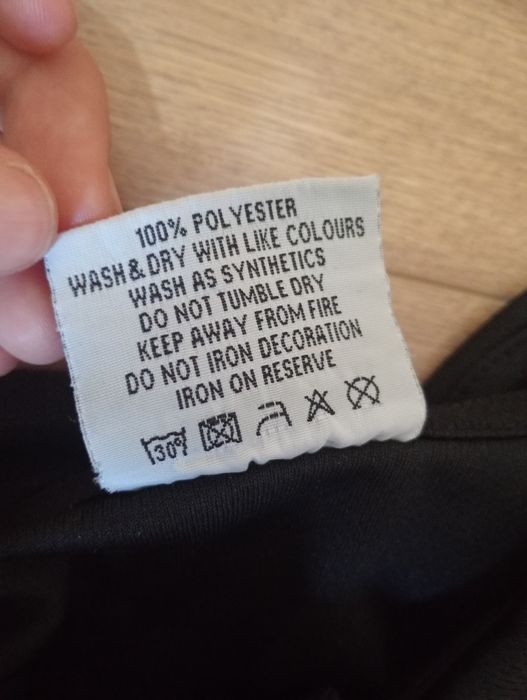 100% POLYESTER
WASH & DRY WITH LIKE COLOURS
WASH AS SYNTHETICS
DO NOT TUMBLE DRY
KEEP AWAY FROM FIRE
DO NOT IRON DECORATION
IRON ON RESERVE
30°